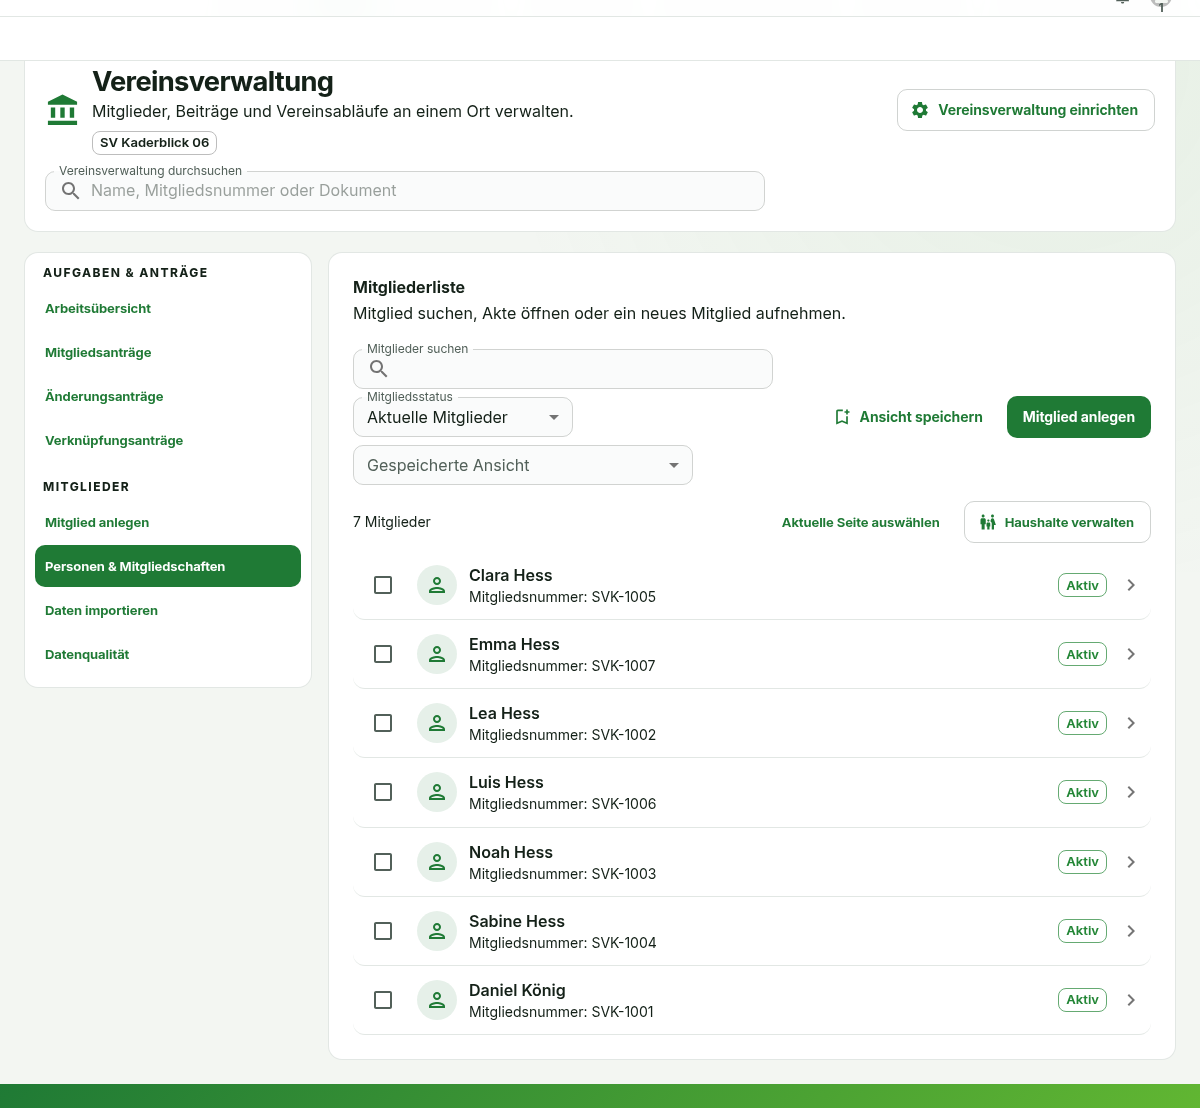 Vereinsverwaltung
Mitglieder, Beiträge und Vereinsabläufe an einem Ort verwalten.
SV Kaderblick 06
Vereinsverwaltung einrichten
Vereinsverwaltung durchsuchen
Name, Mitgliedsnummer oder Dokument
AUFGABEN & ANTRÄGE
Arbeitsübersicht
Mitgliedsanträge
Änderungsanträge
Verknüpfungsanträge
MITGLIEDER
Mitglied anlegen
Personen & Mitgliedschaften
Daten importieren
Datenqualität
Mitgliederliste
Mitglied suchen, Akte öffnen oder ein neues Mitglied aufnehmen.
Mitglieder suchen
Mitgliedsstatus
Aktuelle Mitglieder
Ansicht speichern
Mitglied anlegen
Gespeicherte Ansicht
7 Mitglieder
Aktuelle Seite auswählen
Haushalte verwalten
Clara Hess
Mitgliedsnummer: SVK-1005
Aktiv
Emma Hess
Mitgliedsnummer: SVK-1007
Aktiv
Lea Hess
Mitgliedsnummer: SVK-1002
Aktiv
Luis Hess
Mitgliedsnummer: SVK-1006
Aktiv
Noah Hess
Mitgliedsnummer: SVK-1003
Aktiv
Sabine Hess
Mitgliedsnummer: SVK-1004
Aktiv
Daniel König
Mitgliedsnummer: SVK-1001
Aktiv